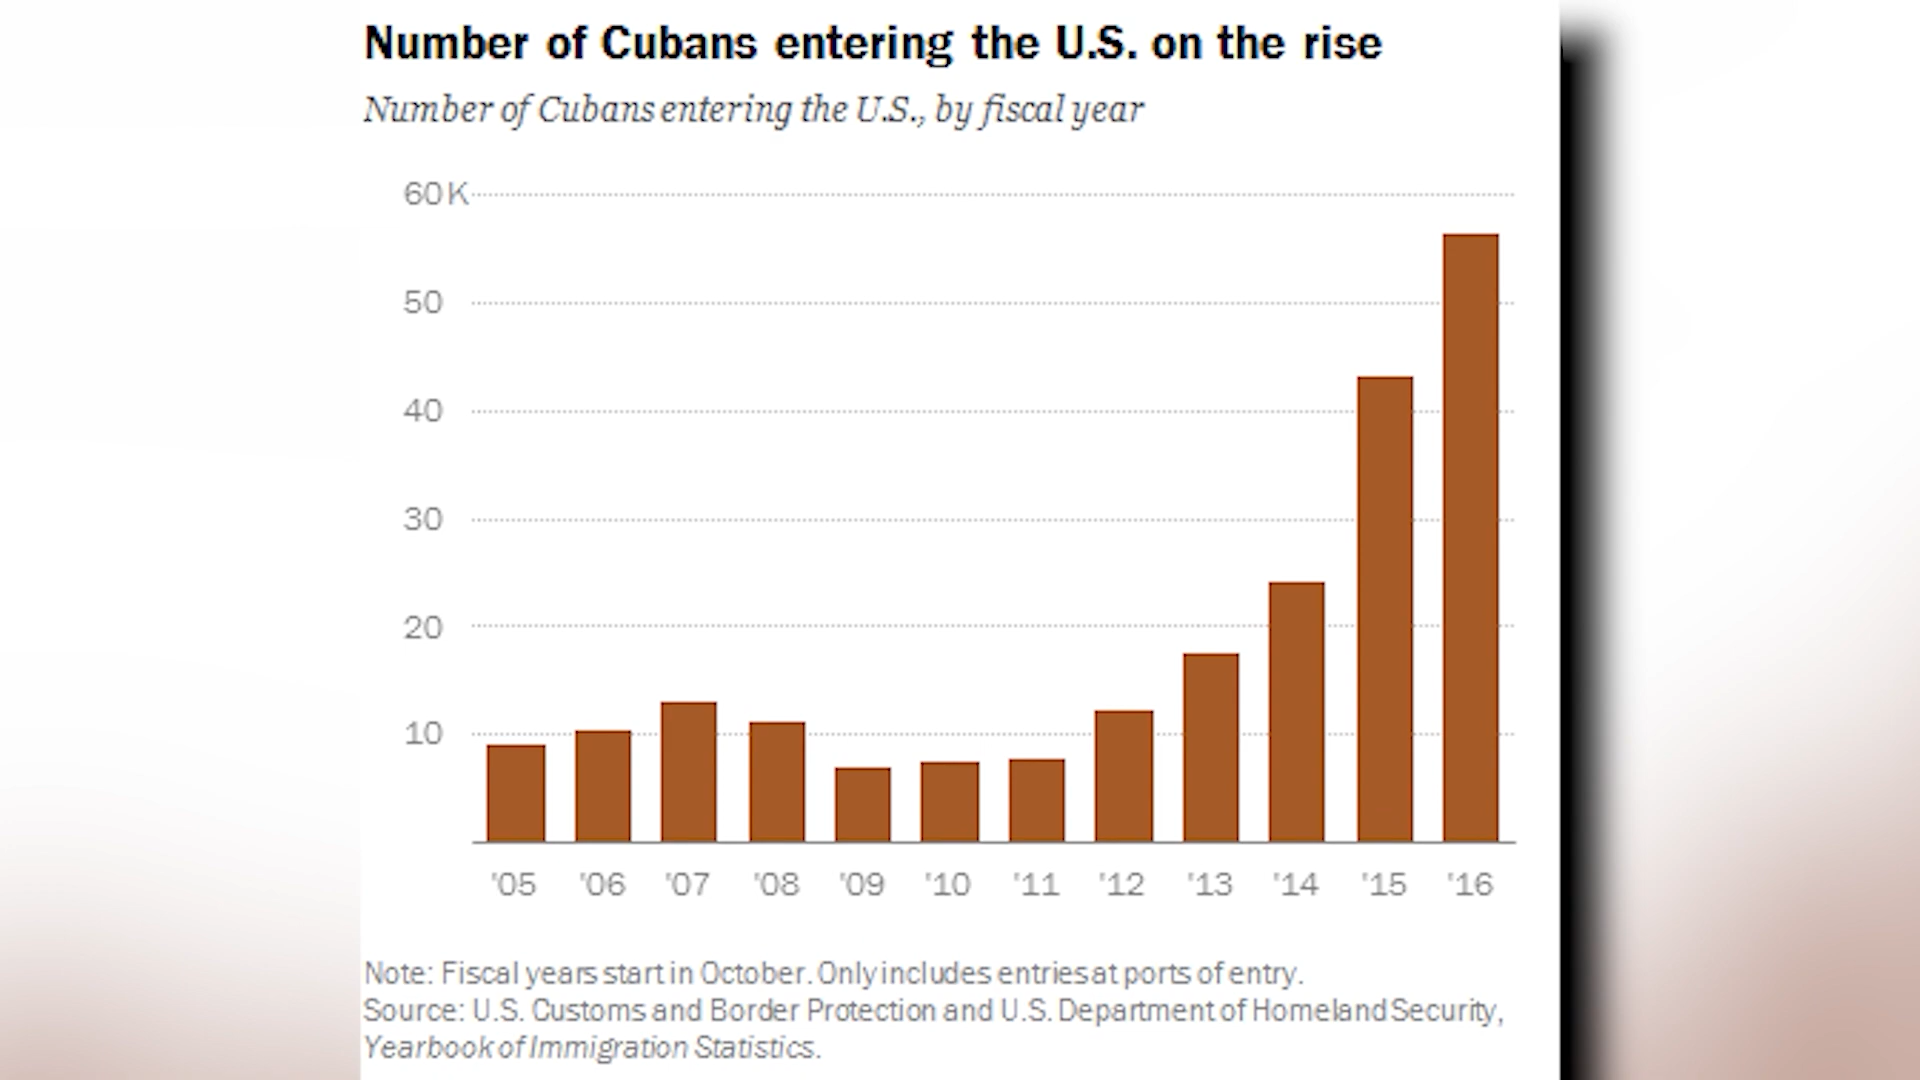 Number of Cubans entering the U.S. on the rise
Number of Cubans entering the U.S., by fiscal year
60K
50
40
30
20
10
'05 '06 '07 '08 '09 '10 '11 '12 '13 '14 '15 '16
Note: Fiscal years start in October. Only includes entries at ports of entry.
Source: U.S. Customs and Border Protection and U.S. Department of Homeland Security,
Yearbook of Immigration Statistics.